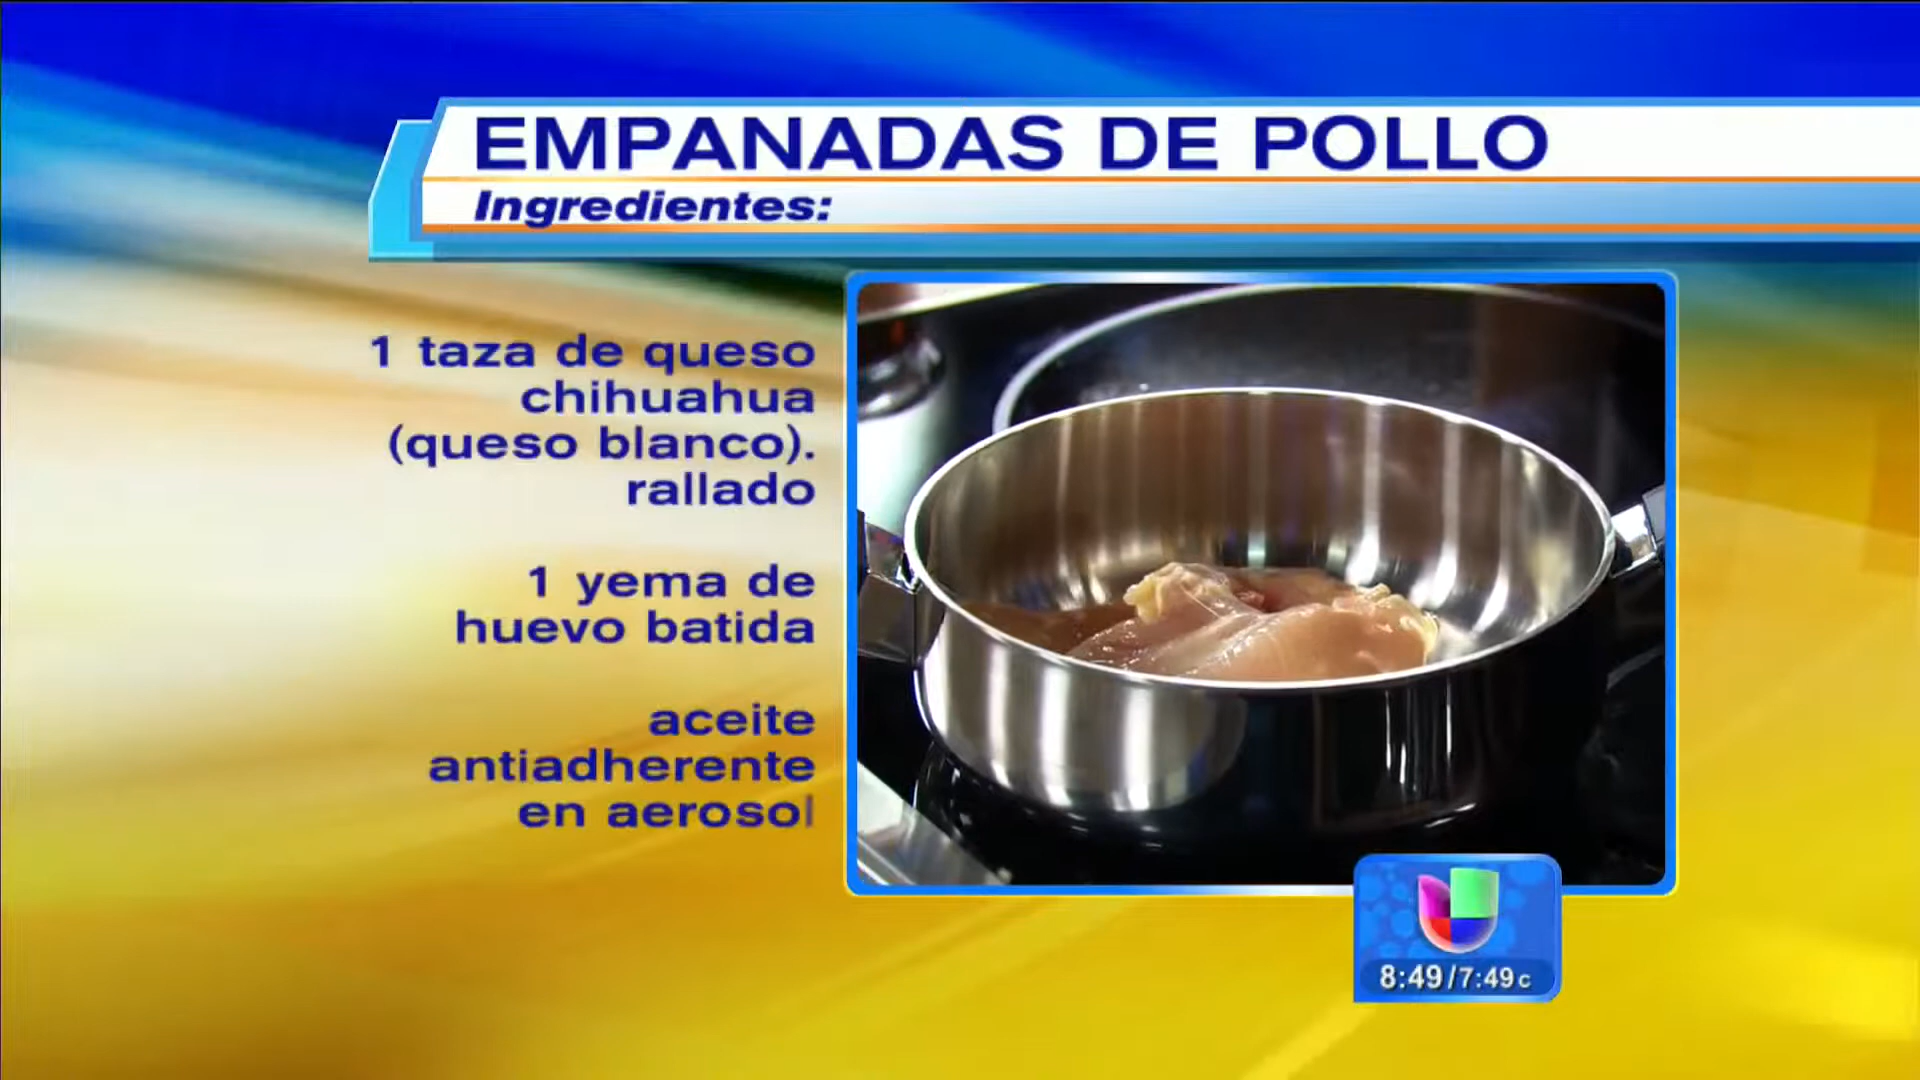 EMPANADAS DE POLLO
Ingredientes:
1 taza de queso
chihuahua
(queso blanco).
rallado
1 yema de
huevo batida
aceite
antiadherente
en aerosol
8:49/7:49c